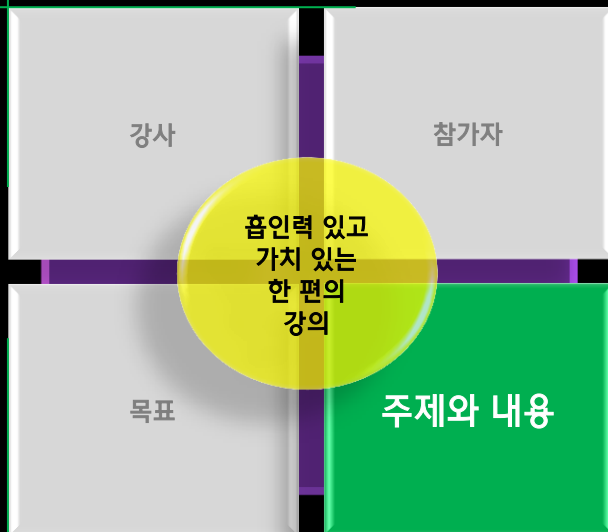 강사
참가자
흡인력 있고
가치 있는
한 편의
강의
목표
주제와 내용